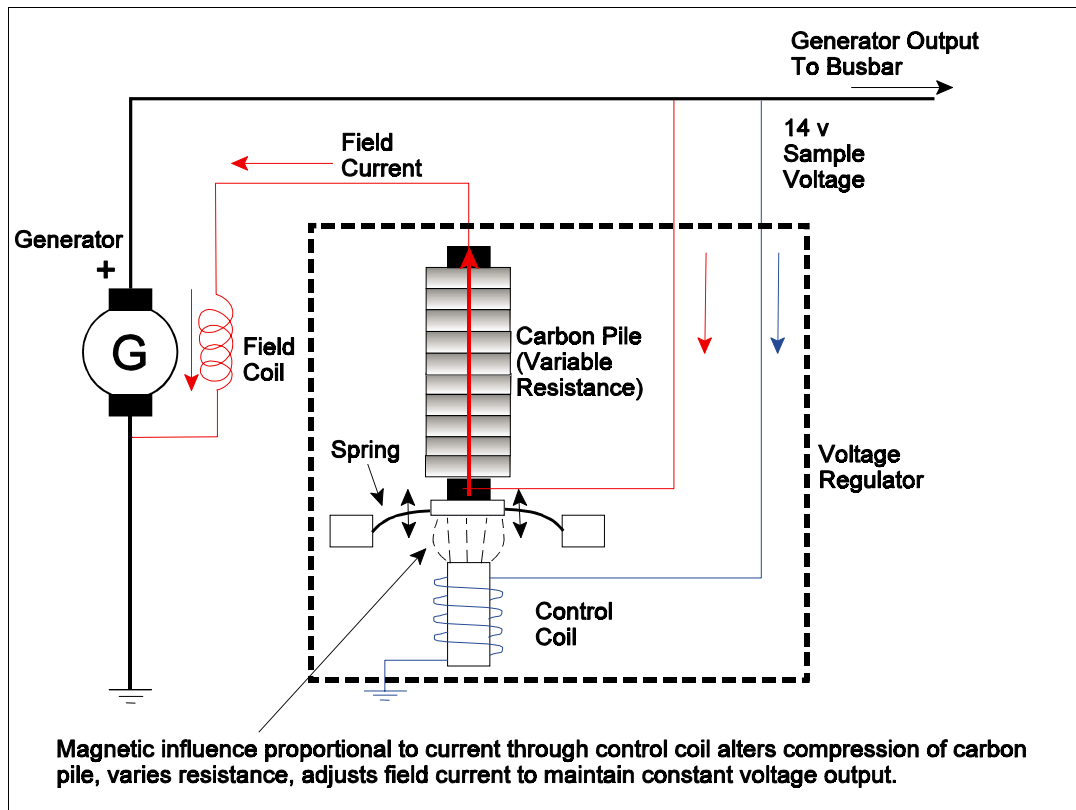 Generator Output
To Busbar
14 v
Sample
Voltage
Field
Current
Generator
+
G
Field
Coil
Carbon Pile
(Variable
Resistance)
Spring
Voltage
Regulator
Control
Coil
Magnetic influence proportional to current through control coil alters compression of carbon
pile, varies resistance, adjusts field current to maintain constant voltage output.